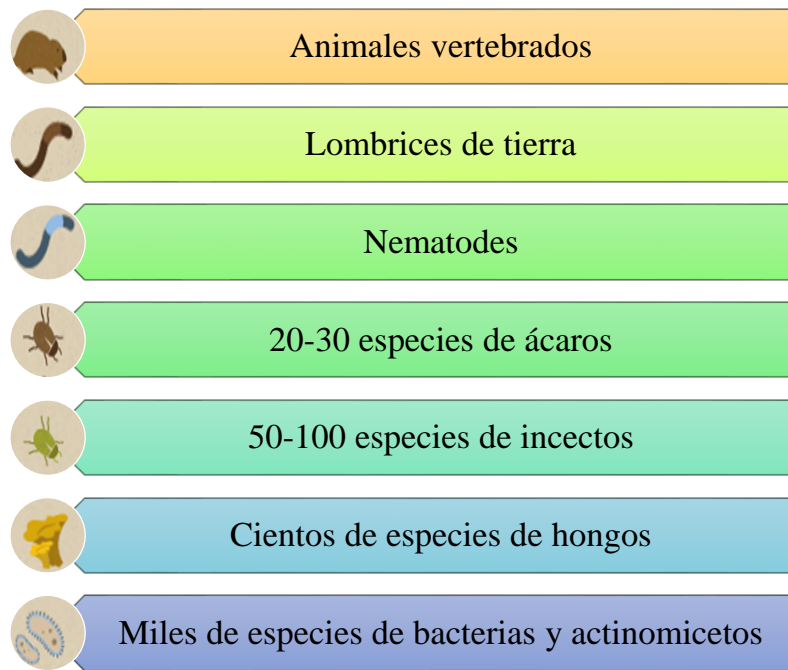 Animales vertebrados
Lombrices de tierra
Nematodes
20-30 especies de ácaros
50-100 especies de incectos
Cientos de especies de hongos
Miles de especies de bacterias y actinomicetos